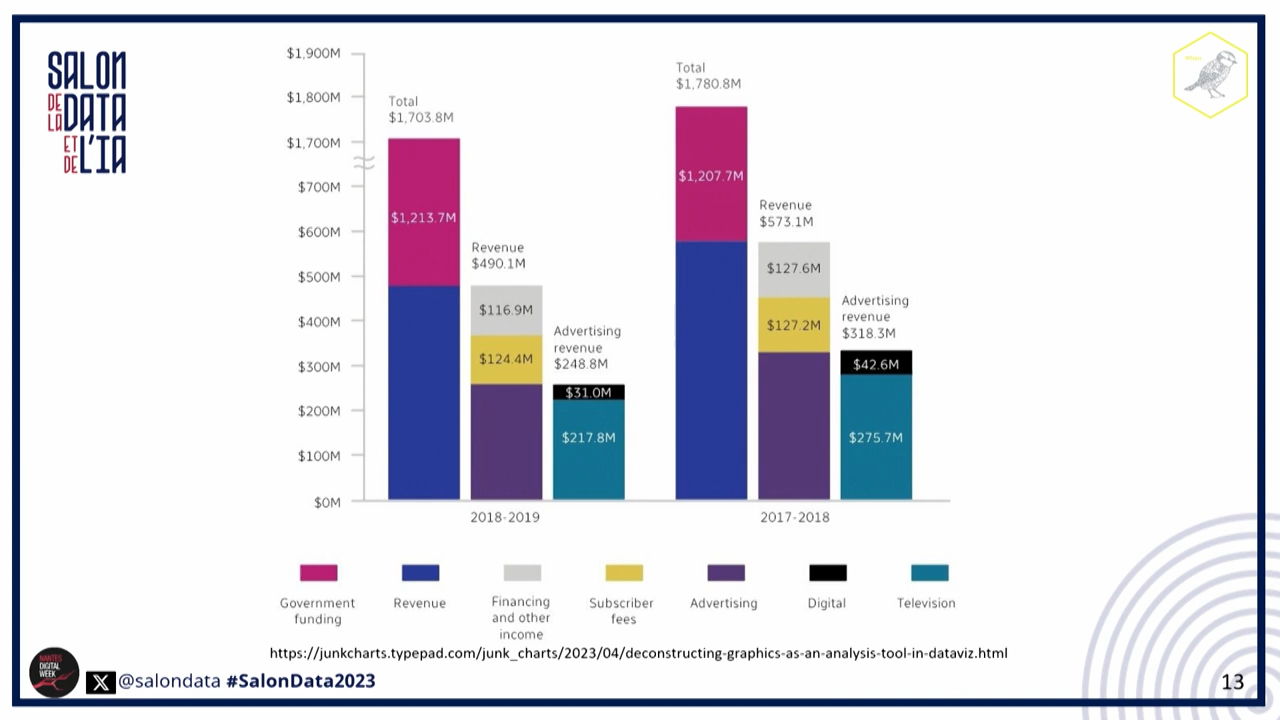 SALON
DE
LA
DATA
ET
DE
L'IA
$1,900M
$1,800M
$1,700M
$700M
$600M
$500M
$400M
$300M
$200M
$100M
$0M
Total
$1,703.8M
$1,213.7M
Revenue
$490.1M
$116.9M
$124.4M
Advertising
revenue
$248.8M
$31.0M
$217.8M
Total
$1,780.8M
$1,207.7M
Revenue
$573.1M
$127.6M
$127.2M
Advertising
revenue
$318.3M
$42.6M
$275.7M
2018-2019
2017-2018
Government
funding
Revenue
Financing
and other
income
Subscriber
fees
Advertising
Digital
Television
https://junkcharts.typepad.com/junk_charts/2023/04/deconstructing-graphics-as-an-analysis-tool-in-dataviz.html
NANTES
DIGITAL
WEEK
X @salondata #SalonData2023
13